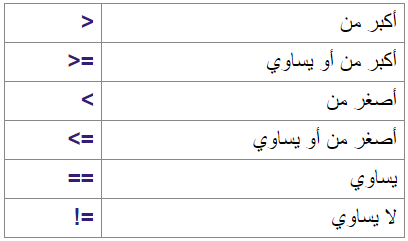 أكبر من >
أكبر من أو يساوي >=
أصغر من <
أصغر من أو يساوي <=
يساوي ==
لا يساوي !=